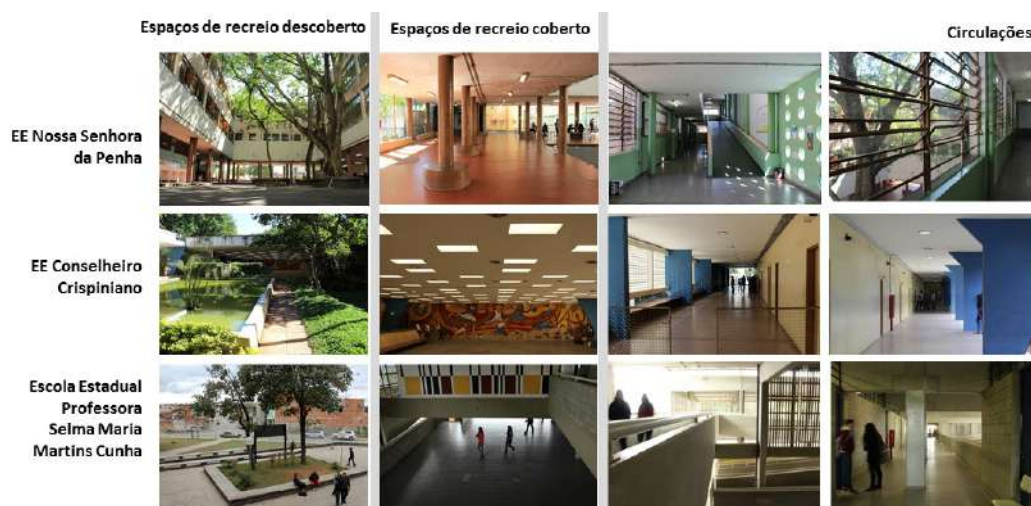 Espaços de recreio descoberto
Espaços de recreio coberto
Circulações
EE Nossa Senhora
da Penha
EE Conselheiro
Crispiniano
Escola Estadual
Professora
Selma Maria
Martins Cunha